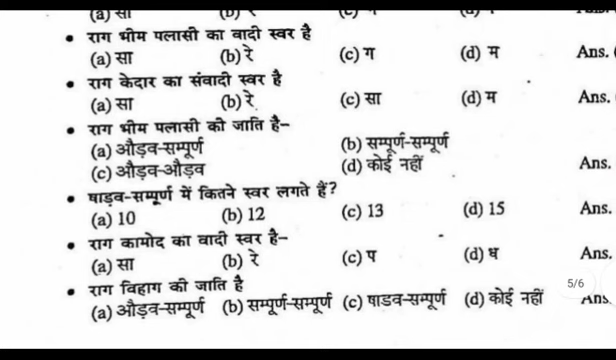 (a) सा (b) (c) (d) Ans.
• राग भीम पलासी का वादी स्वर है
(a) सा (b) रे (c) ग (d) म Ans. (
• राग केदार का संवादी स्वर है
(a) सा (b) रे (c) सा (d) म Ans.
• राग भीम पलासी की जाति है–
(a) औड़व-सम्पूर्ण (b) सम्पूर्ण-सम्पूर्ण
(c) औड़व-औड़व (d) कोई नहीं Ans.
• षाड़व-सम्पूर्ण में कितने स्वर लगते हैं?
(a) 10 (b) 12 (c) 13 (d) 15 Ans.
• राग कामोद का वादी स्वर है–
(a) सा (b) रे (c) प (d) ध Ans.
• राग विहाग की जाति है 5/6
(a) औड़व-सम्पूर्ण (b) सम्पूर्ण-सम्पूर्ण (c) षाडव-सम्पूर्ण (d) कोई नहीं Ans.